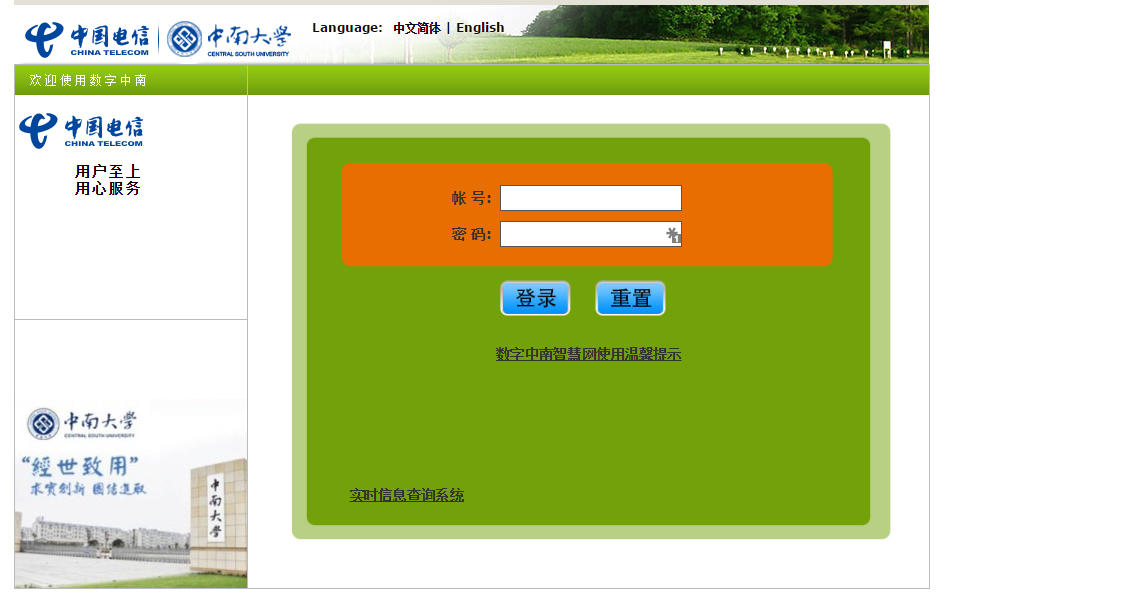 中国电信
CHINA TELECOM
中南大学
CENTRAL SOUTH UNIVERSITY
Language: 中文简体 | English
欢迎使用数字中南
中国电信
CHINA TELECOM
用户至上
用心服务
帐 号:
密 码:
1
登录 重置
数字中南智慧网使用温馨提示
实时信息查询系统
中南大学
CENTRAL SOUTH UNIVERSITY
“經世致用”
求實創新 團结進取
中南大学